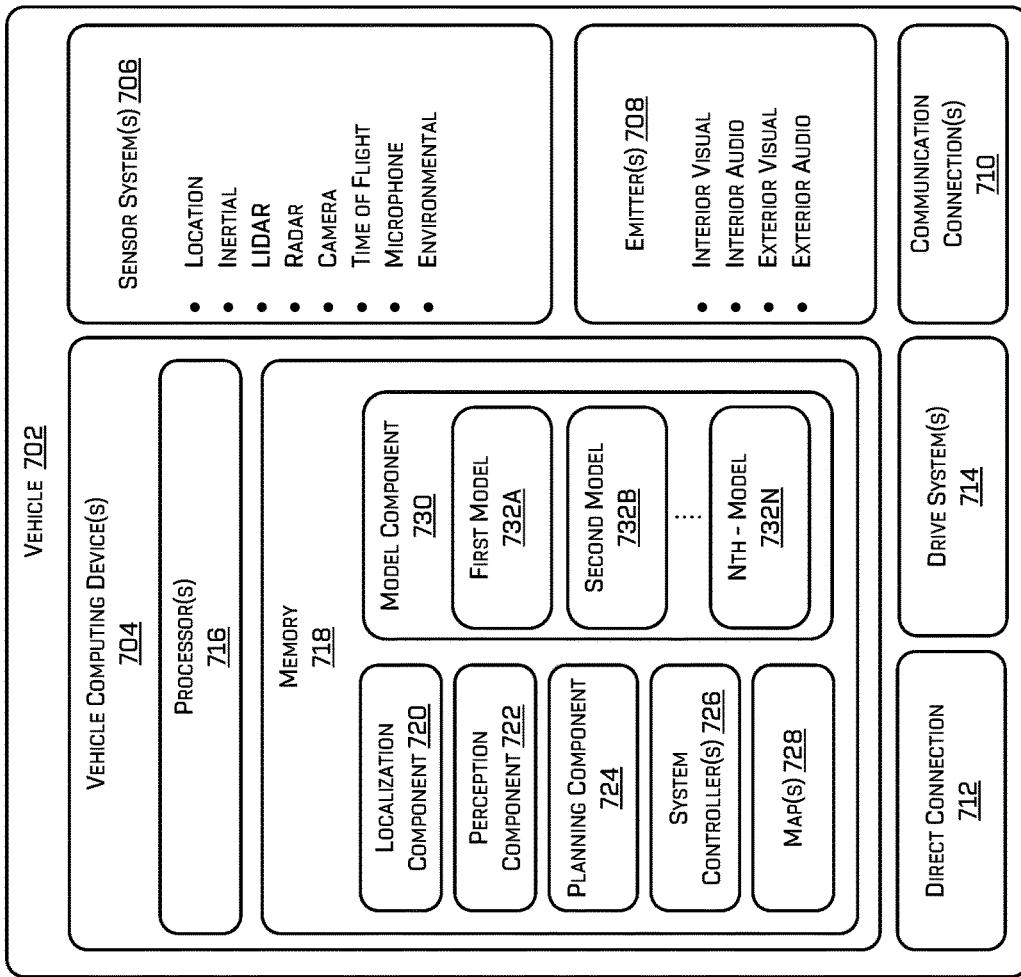 VEHICLE 702
VEHICLE COMPUTING DEVICE(S)
704
PROCESSOR(S)
716
MEMORY
718
LOCALIZATION
COMPONENT 720
PERCEPTION
COMPONENT 722
PLANNING COMPONENT
724
SYSTEM
CONTROLLER(S) 726
MAP(S) 728
MODEL COMPONENT
730
FIRST MODEL
732A
SECOND MODEL
732B
....
NTH - MODEL
732N
SENSOR SYSTEM(S) 706
• LOCATION
• INERTIAL
• LIDAR
• RADAR
• CAMERA
• TIME OF FLIGHT
• MICROPHONE
• ENVIRONMENTAL
EMITTER(S) 708
• INTERIOR VISUAL
• INTERIOR AUDIO
• EXTERIOR VISUAL
• EXTERIOR AUDIO
DIRECT CONNECTION
712
DRIVE SYSTEM(S)
714
COMMUNICATION
CONNECTION(S)
710